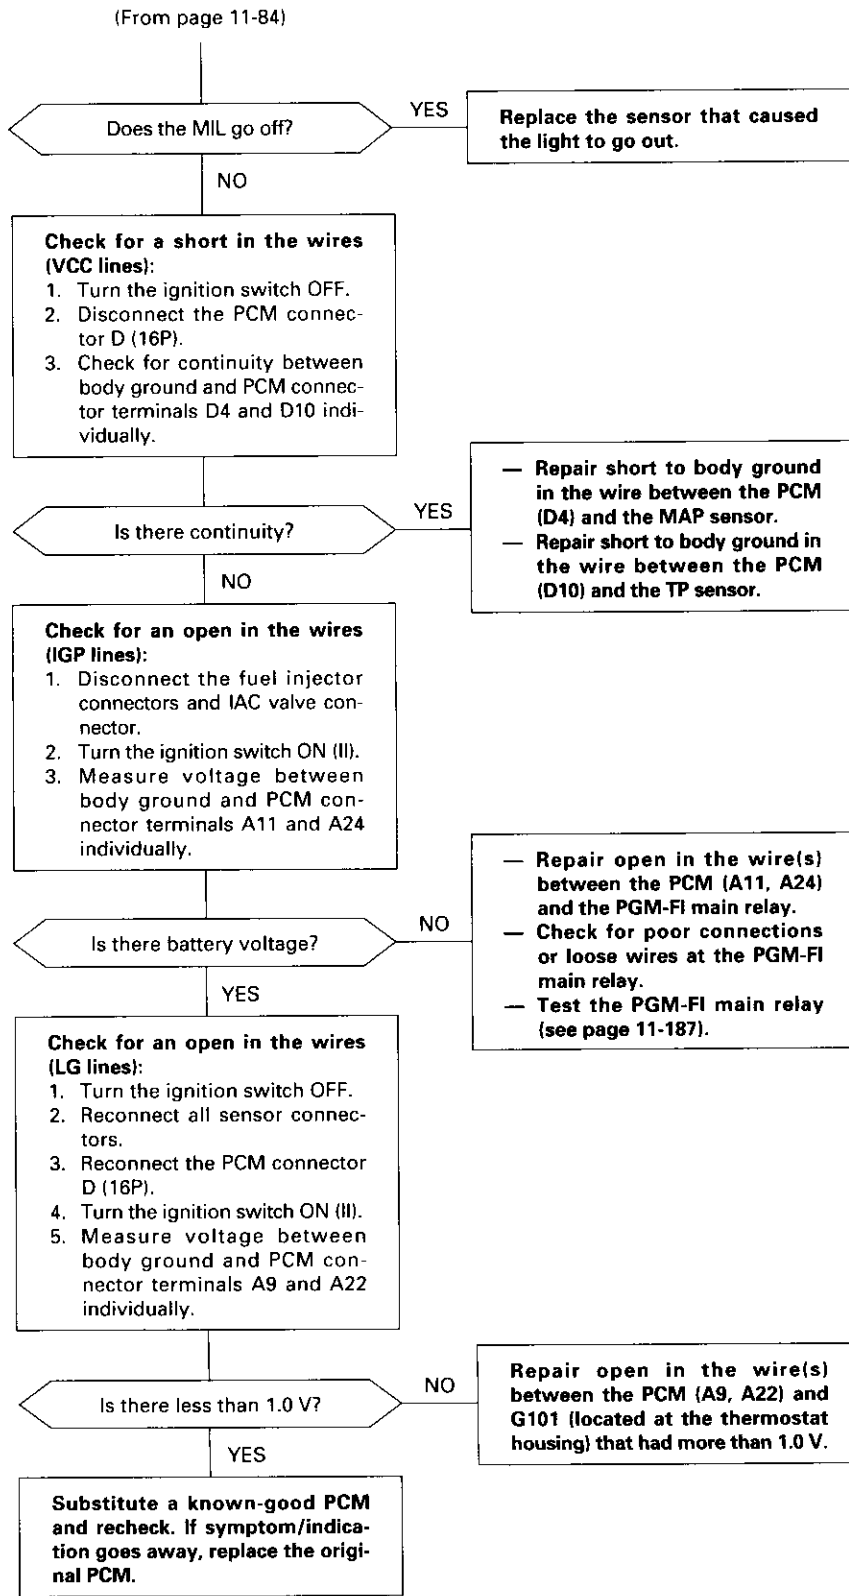 (From page 11-84)
Does the MIL go off?
YES
Replace the sensor that caused
the light to go out.
NO
Check for a short in the wires
(VCC lines):
1. Turn the ignition switch OFF.
2. Disconnect the PCM connec-
tor D (16P).
3. Check for continuity between
body ground and PCM connec-
tor terminals D4 and D10 indi-
vidually.
Is there continuity?
YES
— Repair short to body ground
in the wire between the PCM
(D4) and the MAP sensor.
— Repair short to body ground in
the wire between the PCM
(D10) and the TP sensor.
NO
Check for an open in the wires
(IGP lines):
1. Disconnect the fuel injector
connectors and IAC valve con-
nector.
2. Turn the ignition switch ON (II).
3. Measure voltage between
body ground and PCM con-
nector terminals A11 and A24
individually.
Is there battery voltage?
NO
— Repair open in the wire(s)
between the PCM (A11, A24)
and the PGM-FI main relay.
— Check for poor connections
or loose wires at the PGM-FI
main relay.
— Test the PGM-FI main relay
(see page 11-187).
YES
Check for an open in the wires
(LG lines):
1. Turn the ignition switch OFF.
2. Reconnect all sensor connec-
tors.
3. Reconnect the PCM connector
D (16P).
4. Turn the ignition switch ON (II).
5. Measure voltage between
body ground and PCM con-
nector terminals A9 and A22
individually.
Is there less than 1.0 V?
NO
Repair open in the wire(s)
between the PCM (A9, A22) and
G101 (located at the thermostat
housing) that had more than 1.0 V.
YES
Substitute a known-good PCM
and recheck. If symptom/indica-
tion goes away, replace the origi-
nal PCM.